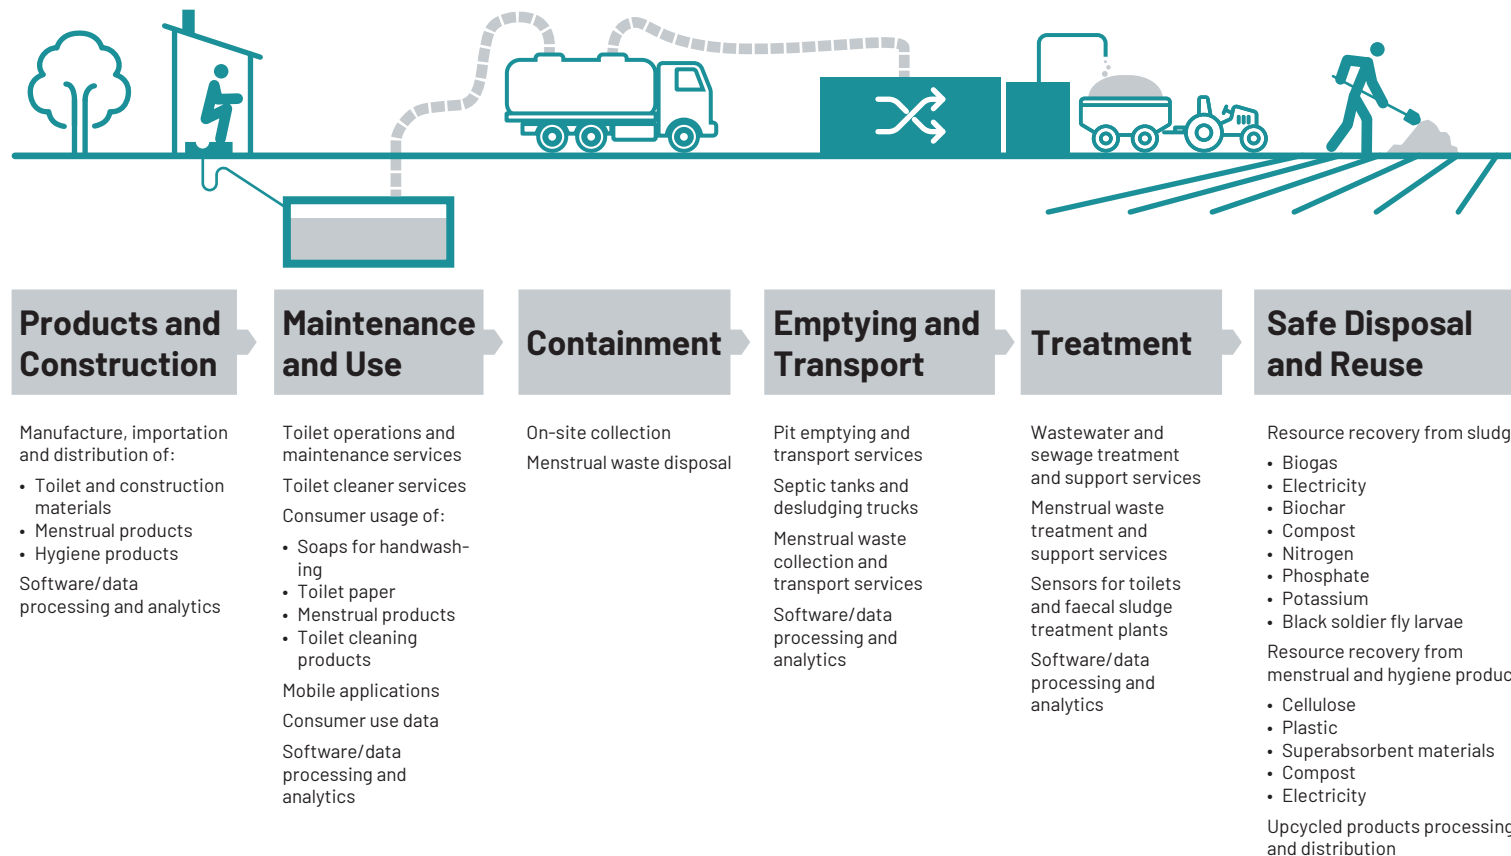 Products and
Construction
Maintenance
and Use
Containment
Emptying and
Transport
Treatment
Safe Disposal
and Reuse
Manufacture, importation
and distribution of:
• Toilet and construction
materials
• Menstrual products
• Hygiene products
Software/data
processing and analytics
Toilet operations and
maintenance services
Toilet cleaner services
Consumer usage of:
• Soaps for handwash-
ing
• Toilet paper
• Menstrual products
• Toilet cleaning
products
Mobile applications
Consumer use data
Software/data
processing and
analytics
On-site collection
Menstrual waste disposal
Pit emptying and
transport services
Septic tanks and
desludging trucks
Menstrual waste
collection and
transport services
Software/data
processing and
analytics
Wastewater and
sewage treatment
and support services
Menstrual waste
treatment and
support services
Sensors for toilets
and faecal sludge
treatment plants
Software/data
processing and
analytics
Resource recovery from sludg
• Biogas
• Electricity
• Biochar
• Compost
• Nitrogen
• Phosphate
• Potassium
• Black soldier fly larvae
Resource recovery from
menstrual and hygiene produc
• Cellulose
• Plastic
• Superabsorbent materials
• Compost
• Electricity
Upcycled products processing
and distribution